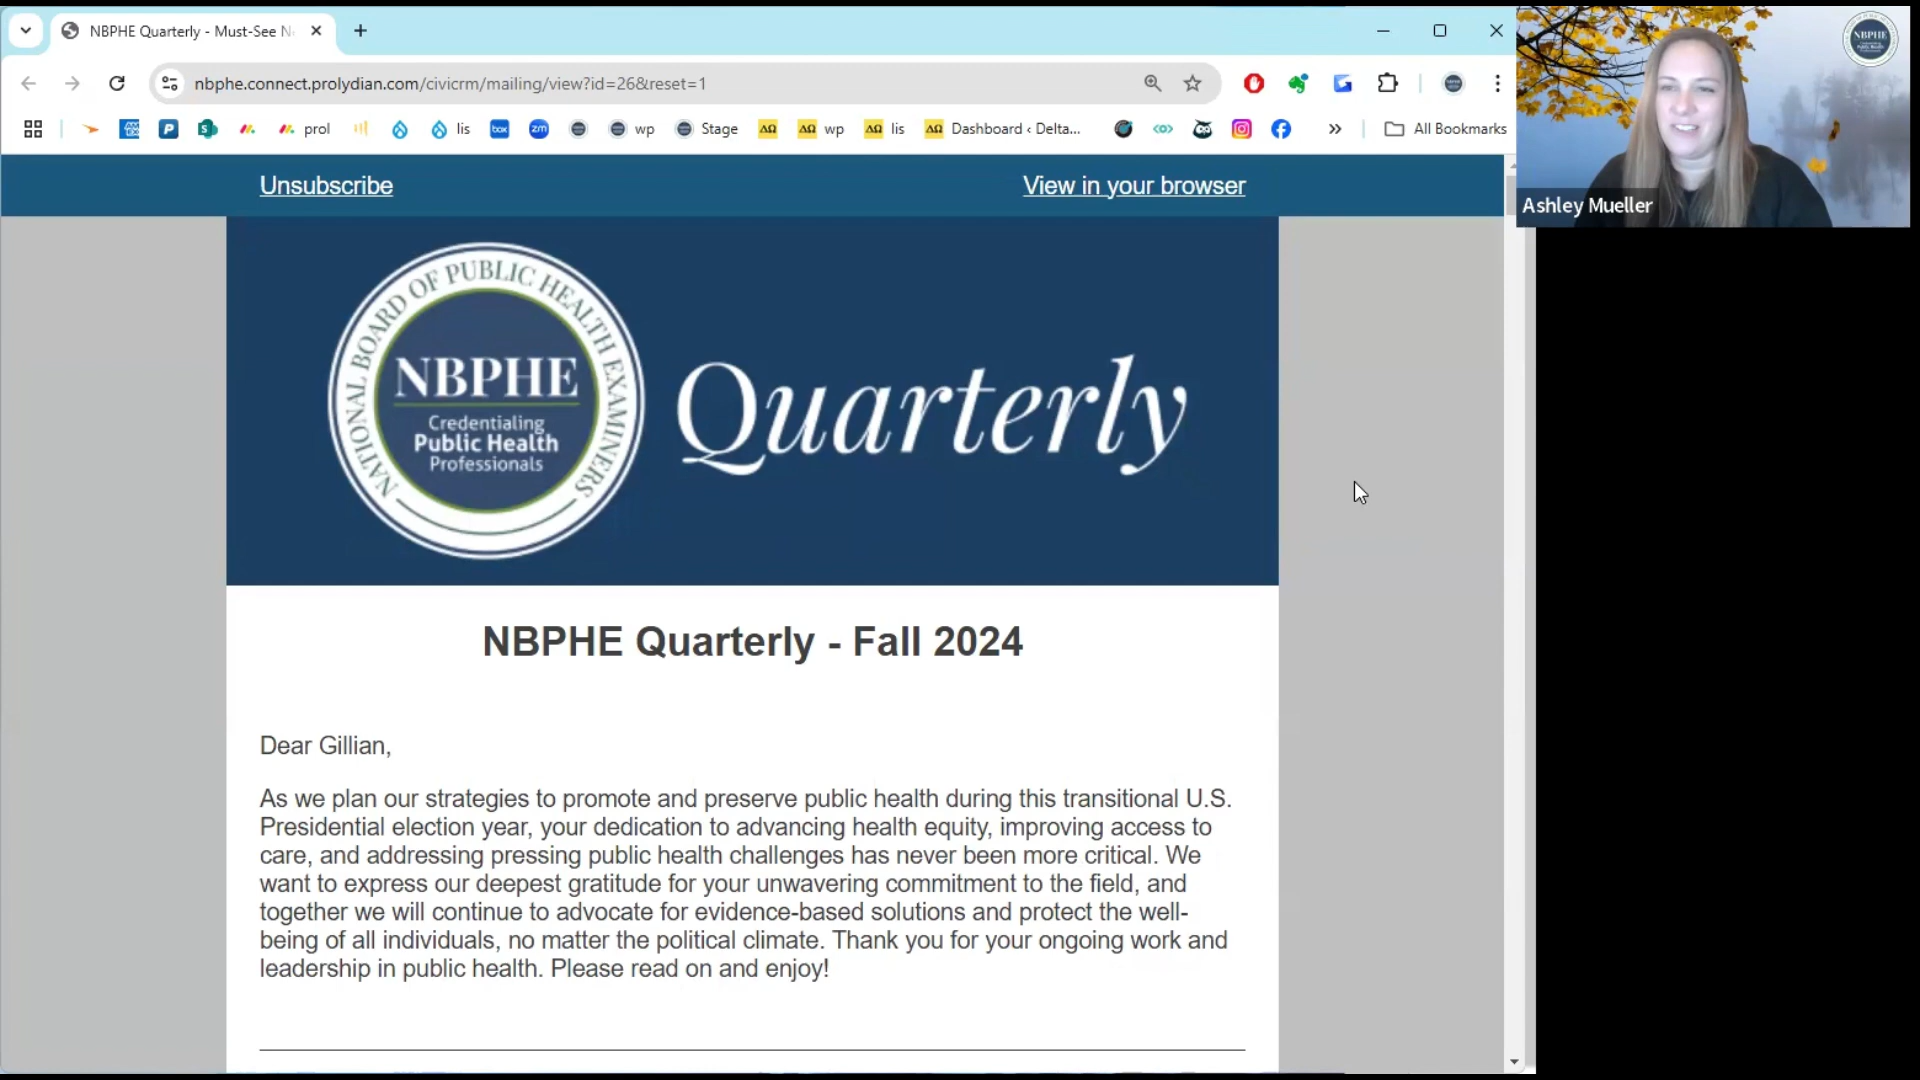 NBPHE Quarterly - Must-See N
nbphe.connect.prolydian.com/civicrm/mailing/view?id=26&reset=1
prol
lis
box
zm
wp
Stage
ΔΩ
ΔΩ wp
ΔΩ lis
ΔΩ Dashboard ‹ Delta...
All Bookmarks
NBPHE
Ashley Mueller
Unsubscribe
View in your browser
NATIONAL BOARD OF PUBLIC HEALTH EXAMINERS
NBPHE
Credentialing
Public Health
Professionals
Quarterly
NBPHE Quarterly - Fall 2024
Dear Gillian,
As we plan our strategies to promote and preserve public health during this transitional U.S.
Presidential election year, your dedication to advancing health equity, improving access to
care, and addressing pressing public health challenges has never been more critical. We
want to express our deepest gratitude for your unwavering commitment to the field, and
together we will continue to advocate for evidence-based solutions and protect the well-
being of all individuals, no matter the political climate. Thank you for your ongoing work and
leadership in public health. Please read on and enjoy!